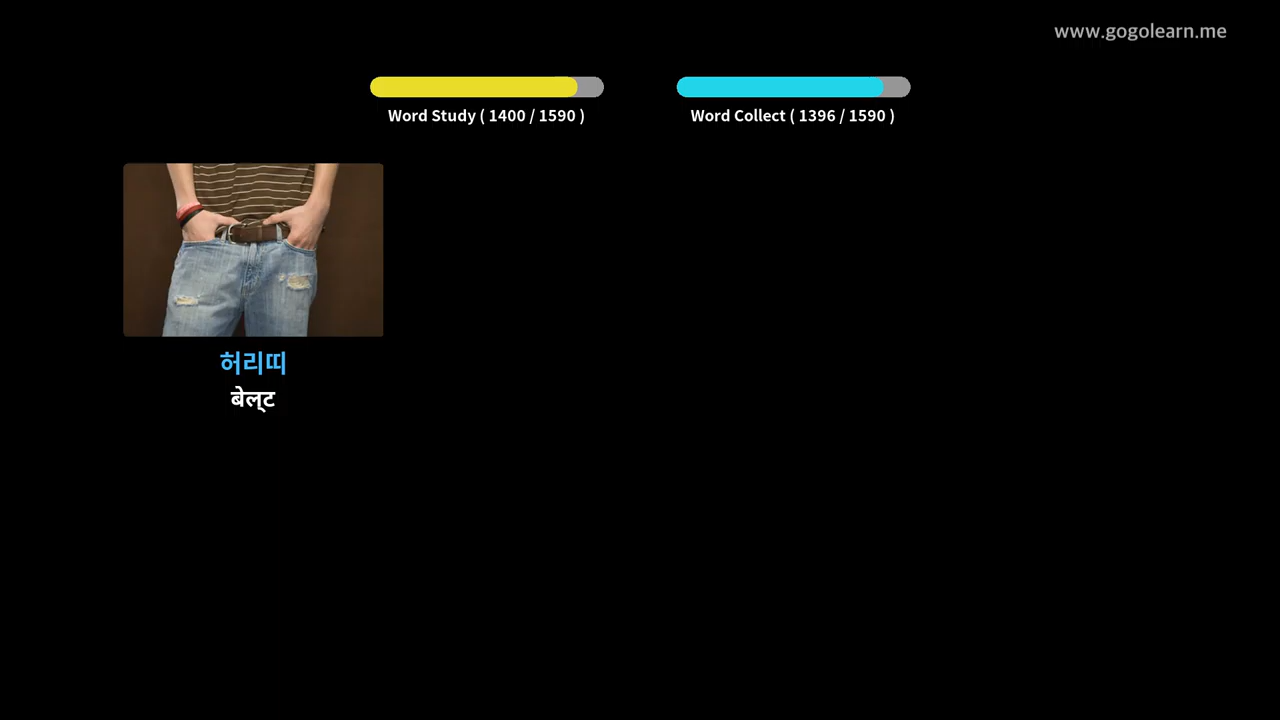 www.gogolearn.me
Word Study ( 1400 / 1590 )
Word Collect ( 1396 / 1590 )
허리띠
बेल्ट